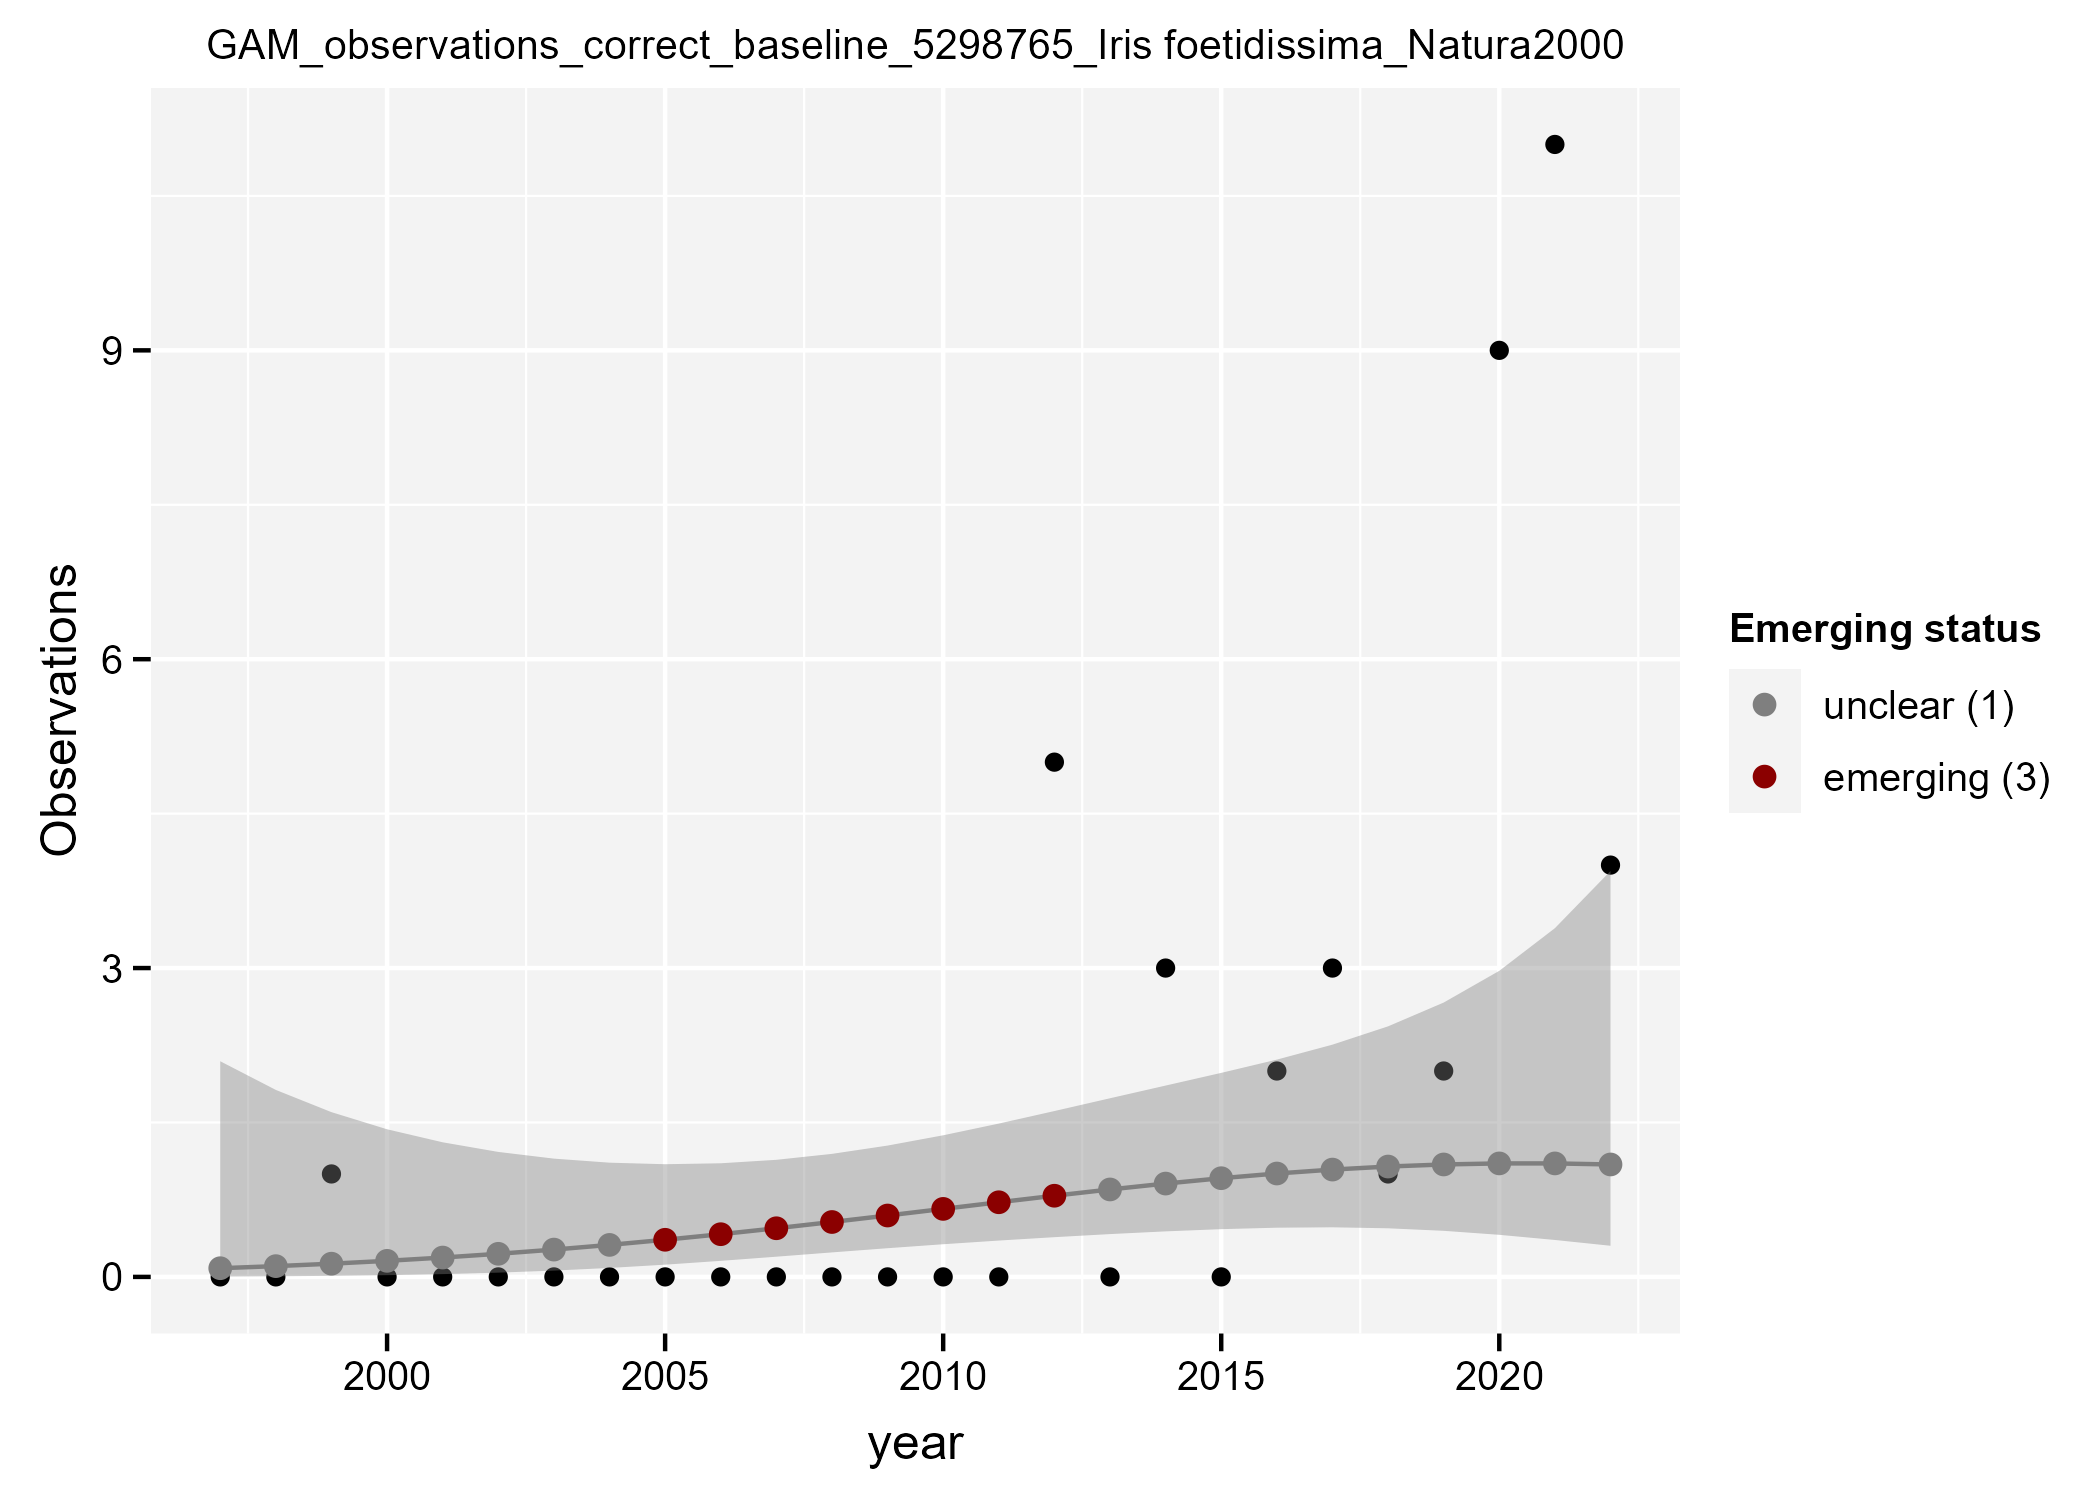 GAM_observations_correct_baseline_5298765_Iris foetidissima_Natura2000
Observations
9
6
3
0
2000
2005
2010
2015
2020
year
Emerging status
unclear (1)
emerging (3)